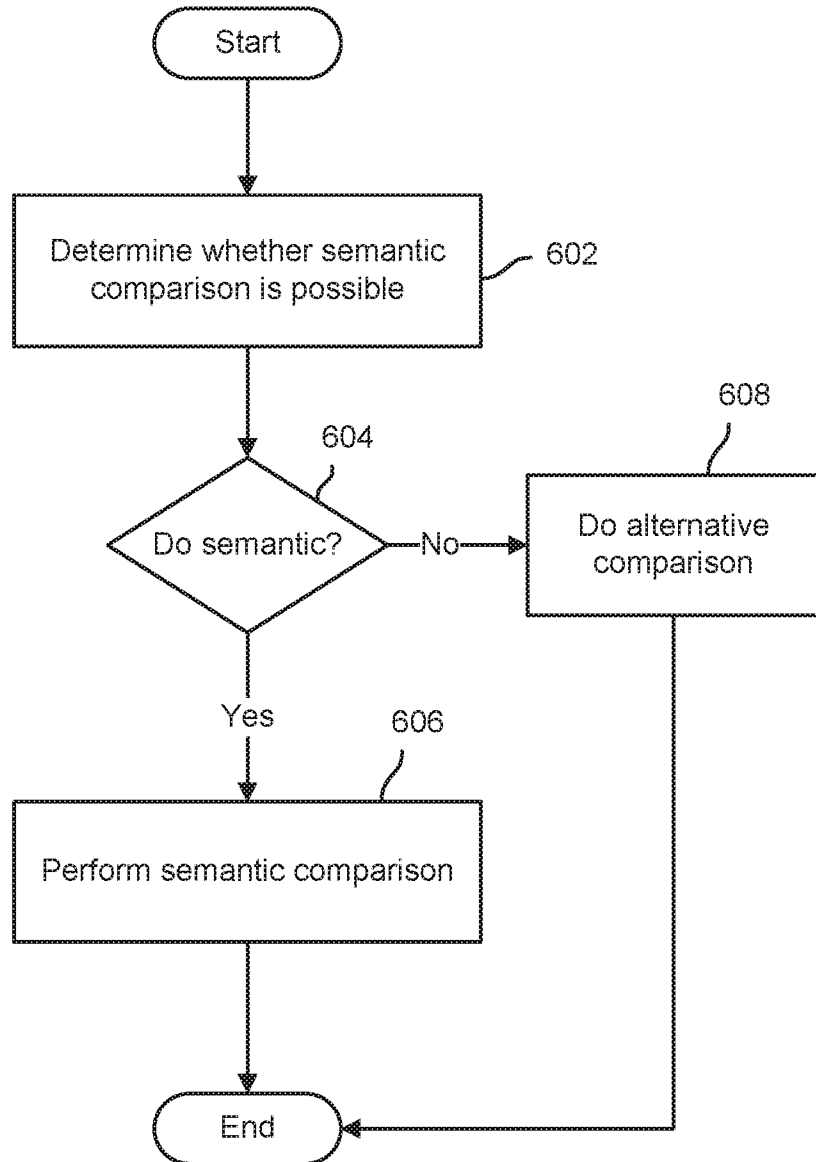 Start
Determine whether semantic
comparison is possible
602
604
608
Do semantic?
No
Do alternative
comparison
Yes
606
Perform semantic comparison
End